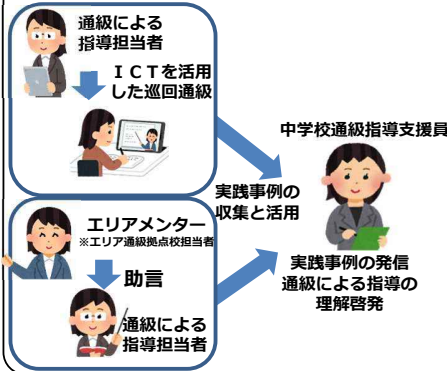 通級による
指導担当者
ＩＣＴを活用
した巡回通級
中学校通級指導支援員
実践事例の
収集と活用
エリアメンター
※エリア通級拠点校担当者
助言
通級による
指導担当者
実践事例の発信
通級による指導の
理解啓発